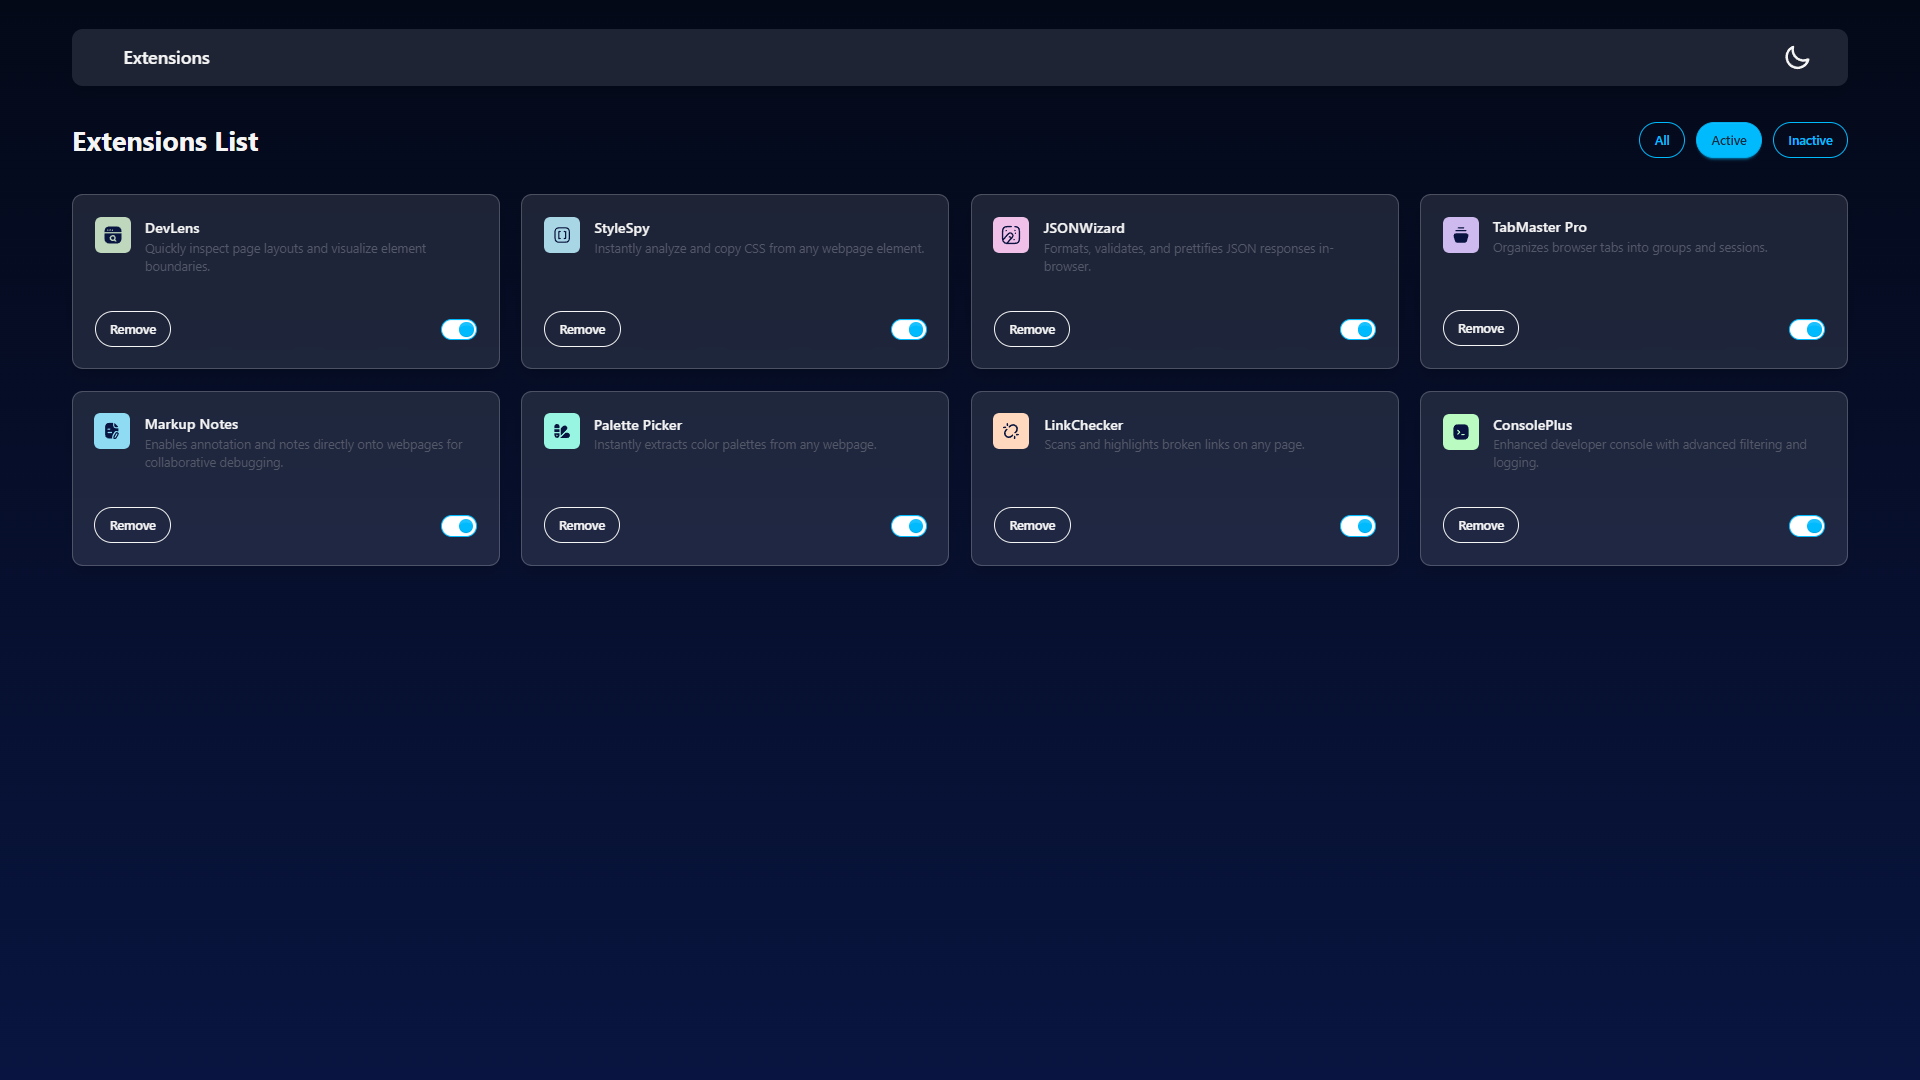 Extensions
Extensions List
All
Active
Inactive
DevLens
Quickly inspect page layouts and visualize element
boundaries.
Remove
StyleSpy
Instantly analyze and copy CSS from any webpage element.
Remove
JSONWizard
Formats, validates, and prettifies JSON responses in-
browser.
Remove
TabMaster Pro
Organizes browser tabs into groups and sessions.
Remove
Markup Notes
Enables annotation and notes directly onto webpages for
collaborative debugging.
Remove
Palette Picker
Instantly extracts color palettes from any webpage.
Remove
LinkChecker
Scans and highlights broken links on any page.
Remove
ConsolePlus
Enhanced developer console with advanced filtering and
logging.
Remove